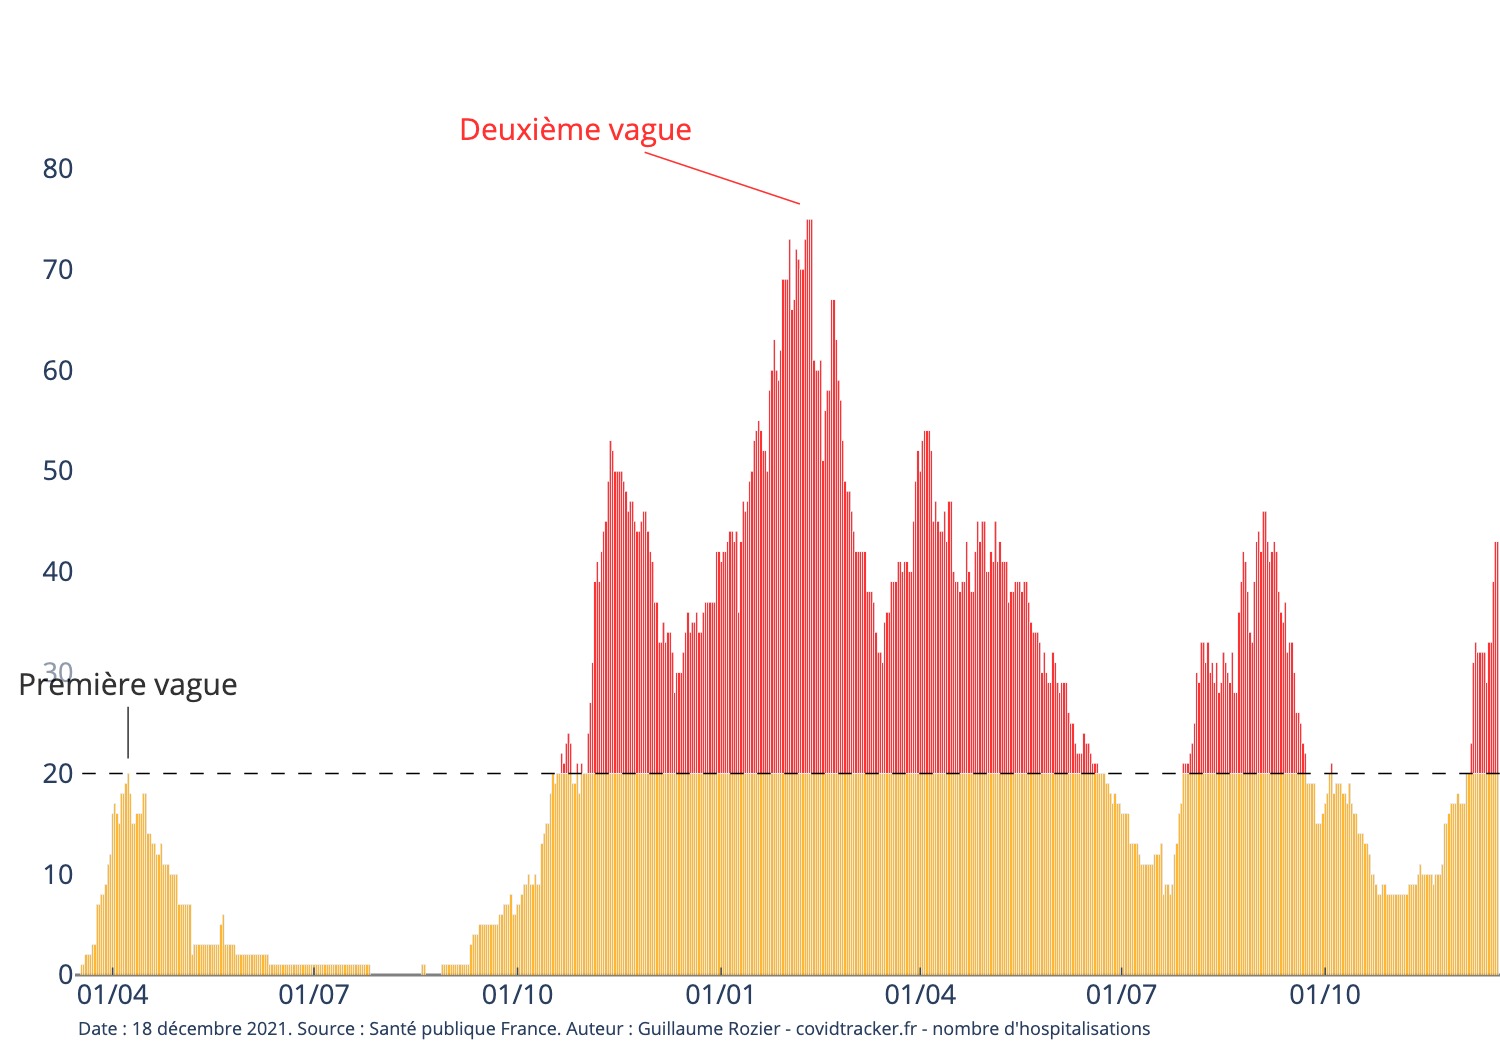 Deuxième vague
80
70
60
50
40
30
Première vague
20
10
0
01/04 01/07 01/10 01/01 01/04 01/07 01/10
Date : 18 décembre 2021. Source : Santé publique France. Auteur : Guillaume Rozier - covidtracker.fr - nombre d'hospitalisations